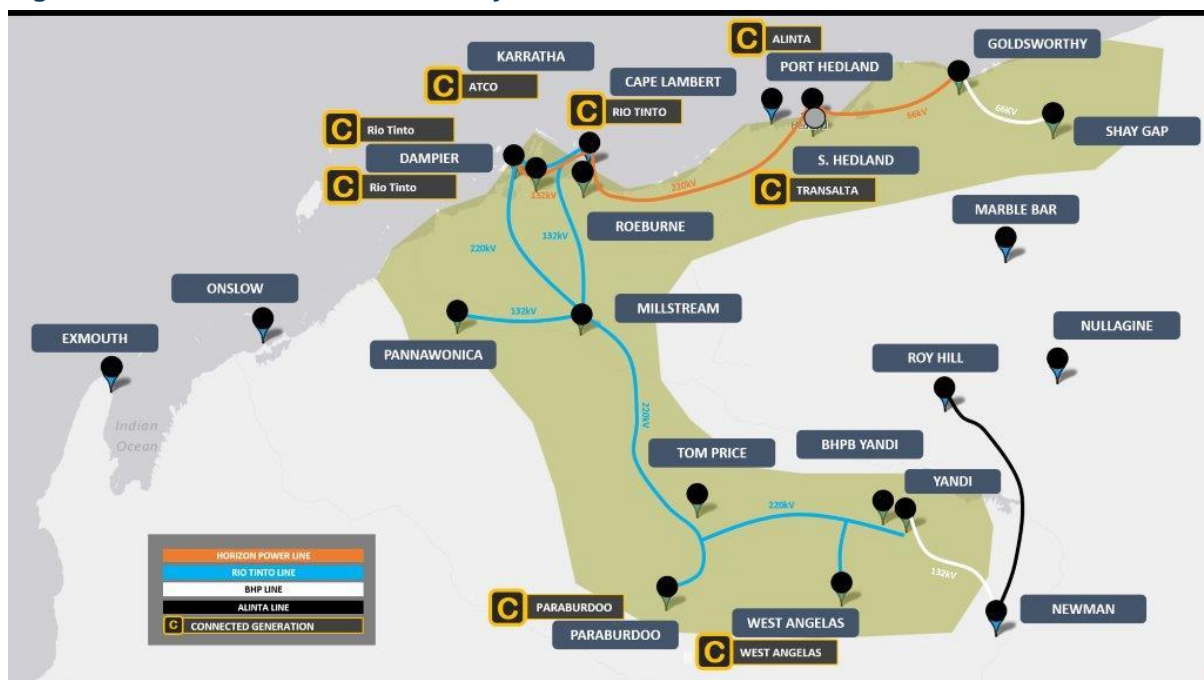 KARRATHA
ATCO
CAPE LAMBERT
RIO TINTO
ALINTA
PORT HEDLAND
GOLDSWORTHY
Rio Tinto
DAMPIER
Rio Tinto
66kV
66KV
SHAY GAP
S. HEDLAND
TRANSALTA
132kV
220kV
ROEBURNE
MARBLE BAR
220kV
132kV
ONSLOW
MILLSTREAM
132kV
EXMOUTH
PANNAWONICA
NULLAGINE
ROY HILL
Indian
Ocean
220kV
TOM PRICE
BHPB YANDI
YANDI
220kV
132kV
HORIZON POWER LINE
RIO TINTO LINE
BHP LINE
ALINTA LINE
C CONNECTED GENERATION
C
C
C
C
C
C
C PARABURDOO
PARABURDOO
WEST ANGELAS
C WEST ANGELAS
NEWMAN